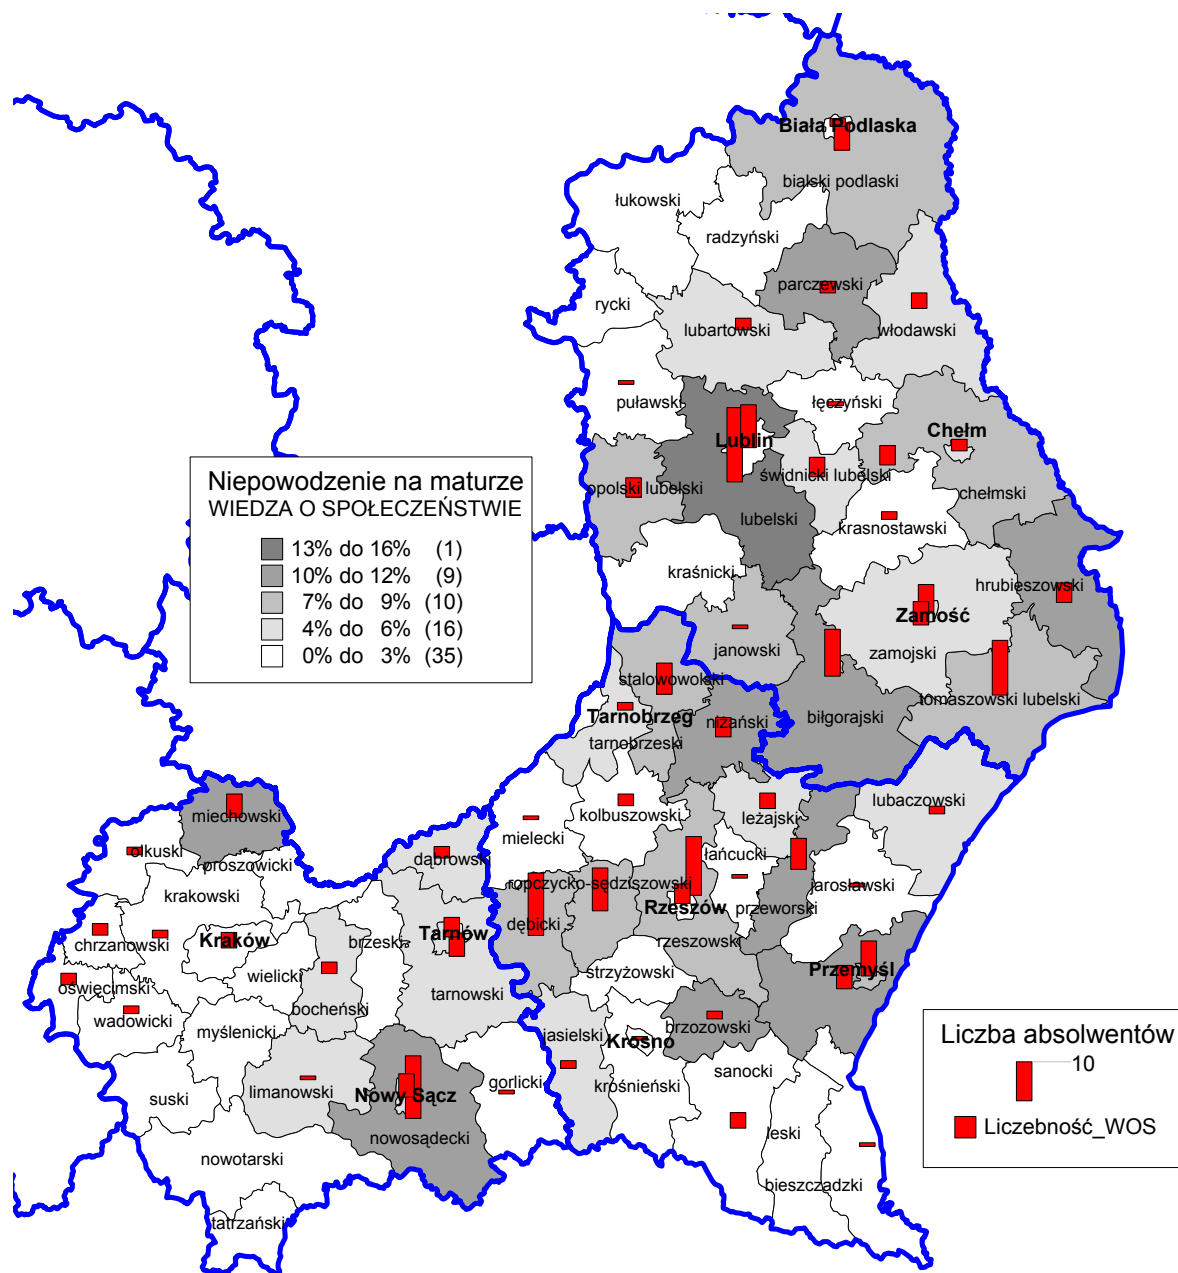 Biała Podlaska
bialski podlaski
łukowski
radzyński
parczewski
rycki
lubartowski
włodawski
puławski
łęczyński
Lublin
Chełm
świdnicki lubelski
opolski lubelski
chełmski
lubelski
krasnostawski
Niepowodzenie na maturze
WIEDZA O SPOŁECZEŃSTWIE
13% do 16% (1)
10% do 12% (9)
7% do 9% (10)
4% do 6% (16)
0% do 3% (35)
kraśnicki
hrubieszowski
Zamość
janowski
zamojski
stalowowolski
tomaszowski lubelski
Tarnobrzeg
niżański
biłgorajski
tarnobrzeski
lubaczowski
miechowski
kolbuszowski
leżajski
mielecki
olkuski
proszowicki
dąbrowski
łańcucki
krakowski
ropczycko-sędziszowski
jarosławski
Rzeszów
przeworski
dębicki
chrzanowski
Kraków
brzeski
Tarnów
rzeszowski
wielicki
strzyżowski
Przemyśl
oświęcimski
bocheński
tarnowski
wadowicki
myślenicki
jasielski
Krosno
brzozowski
Liczba absolwentów
10
Liczebność_WOS
sanocki
suski
limanowski
Nowy Sącz
gorlicki
krośnieński
nowosądecki
leski
nowotarski
bieszczadzki
tatrzański